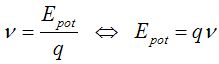 ν = E_pot / q ⇔ E_pot = qν